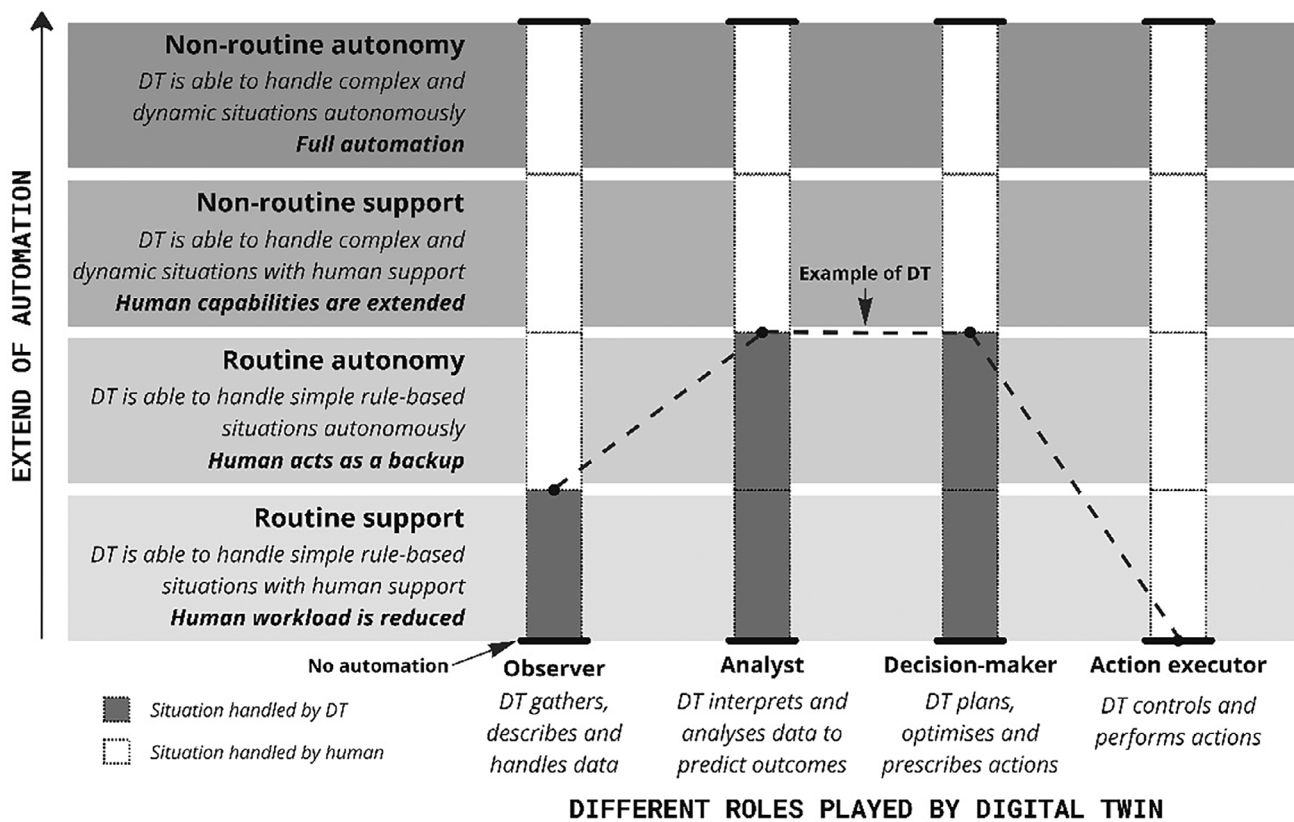 EXTEND OF AUTOMATION
Non-routine autonomy
DT is able to handle complex and
dynamic situations autonomously
Full automation
Non-routine support
DT is able to handle complex and
dynamic situations with human support
Human capabilities are extended
Example of DT
Routine autonomy
DT is able to handle simple rule-based
situations autonomously
Human acts as a backup
Routine support
DT is able to handle simple rule-based
situations with human support
Human workload is reduced
No automation
Situation handled by DT
Situation handled by human
Observer
DT gathers,
describes and
handles data
Analyst
DT interprets and
analyses data to
predict outcomes
Decision-maker
DT plans,
optimises and
prescribes actions
Action executor
DT controls and
performs actions
DIFFERENT ROLES PLAYED BY DIGITAL TWIN